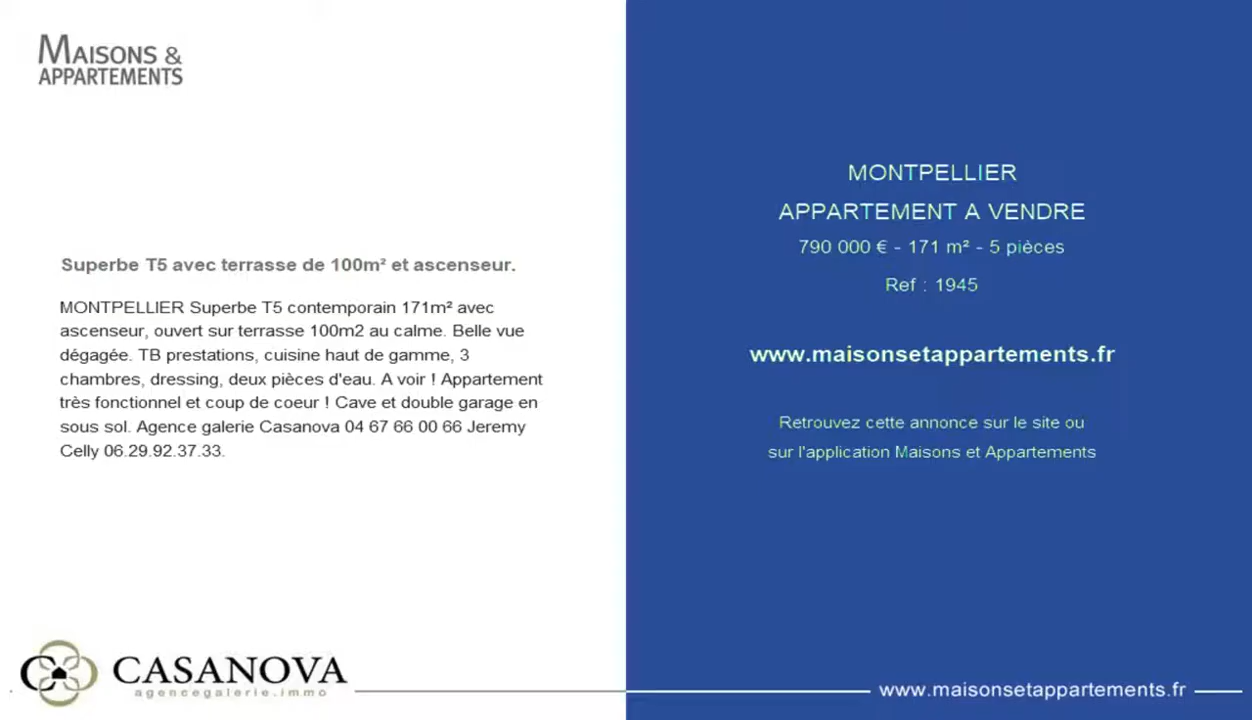 MAISONS &
APPARTEMENTS
Superbe T5 avec terrasse de 100m² et ascenseur.
MONTPELLIER Superbe T5 contemporain 171m² avec
ascenseur, ouvert sur terrasse 100m2 au calme. Belle vue
dégagée. TB prestations, cuisine haut de gamme, 3
chambres, dressing, deux pièces d'eau. A voir ! Appartement
très fonctionnel et coup de coeur ! Cave et double garage en
sous sol. Agence galerie Casanova 04 67 66 00 66 Jeremy
Celly 06.29.92.37.33.
CASANOVA
agencegalerie.immo
MONTPELLIER
APPARTEMENT A VENDRE
790 000 € - 171 m² - 5 pièces
Ref : 1945
www.maisonsetappartements.fr
Retrouvez cette annonce sur le site ou
sur l'application Maisons et Appartements
www.maisonsetappartements.fr